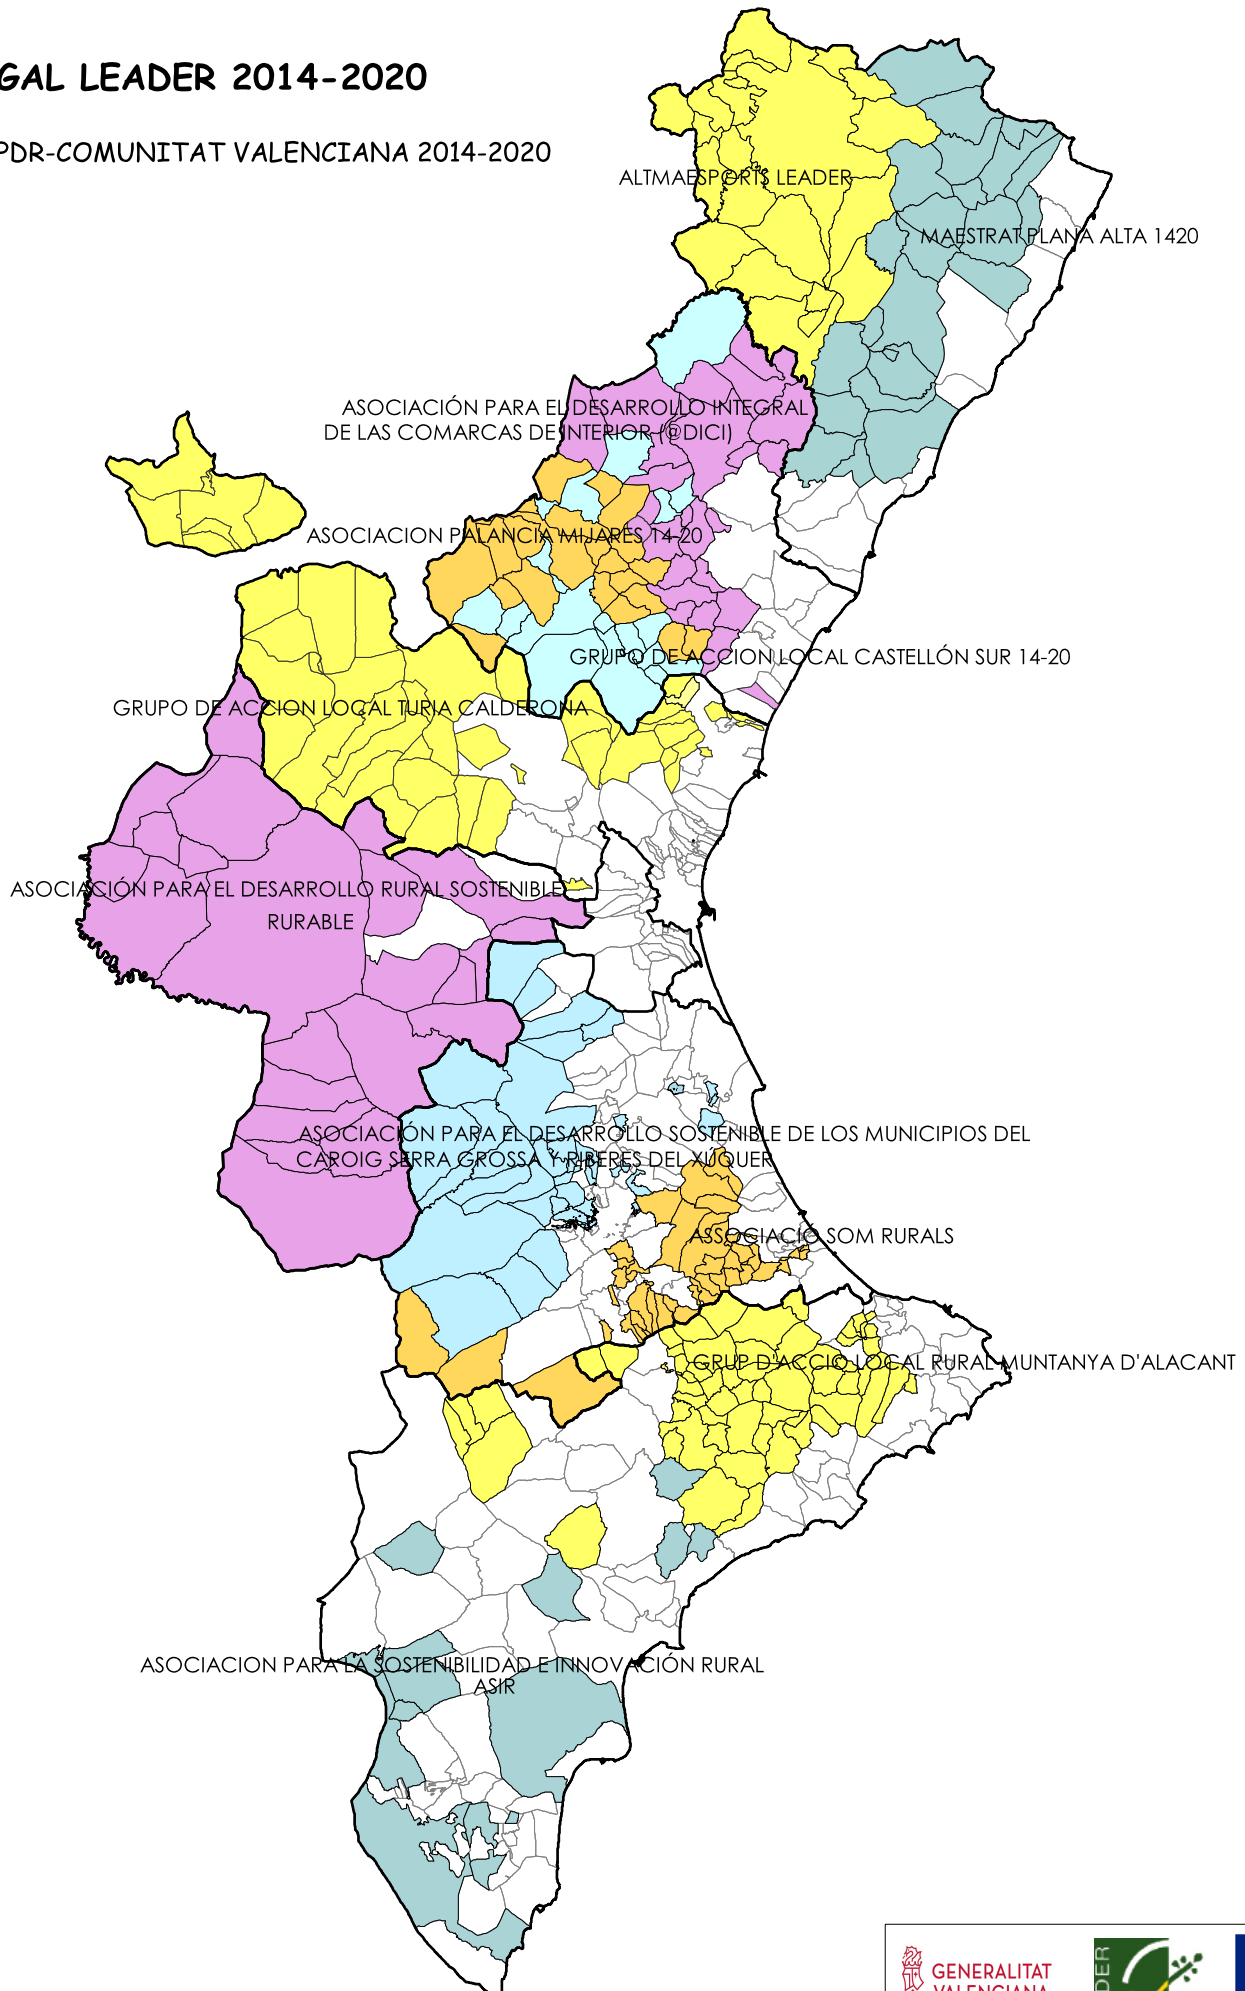 GAL LEADER 2014-2020
PDR-COMUNITAT VALENCIANA 2014-2020
ALTMAESPORTS LEADER
MAESTRAT PLANA ALTA 1420
ASOCIACIÓN PARA EL DESARROLLO INTEGRAL
DE LAS COMARCAS DE INTERIOR (@DICI)
ASOCIACION PALANCIA MIJARES 14-20
GRUPO DE ACCION LOCAL CASTELLÓN SUR 14-20
GRUPO DE ACCION LOCAL TURIA CALDERONA
ASOCIACIÓN PARA EL DESARROLLO RURAL SOSTENIBLE
RURABLE
ASOCIACIÓN PARA EL DESARROLLO SOSTENIBLE DE LOS MUNICIPIOS DEL
CAROIG SERRA GROSSA Y RIBERES DEL XÚQUER
ASSOCIACIÓ SOM RURALS
GRUP D'ACCIO LOCAL RURAL MUNTANYA D'ALACANT
ASOCIACION PARA LA SOSTENIBILIDAD E INNOVACIÓN RURAL
ASIR
GENERALITAT
VALENCIANA
DER